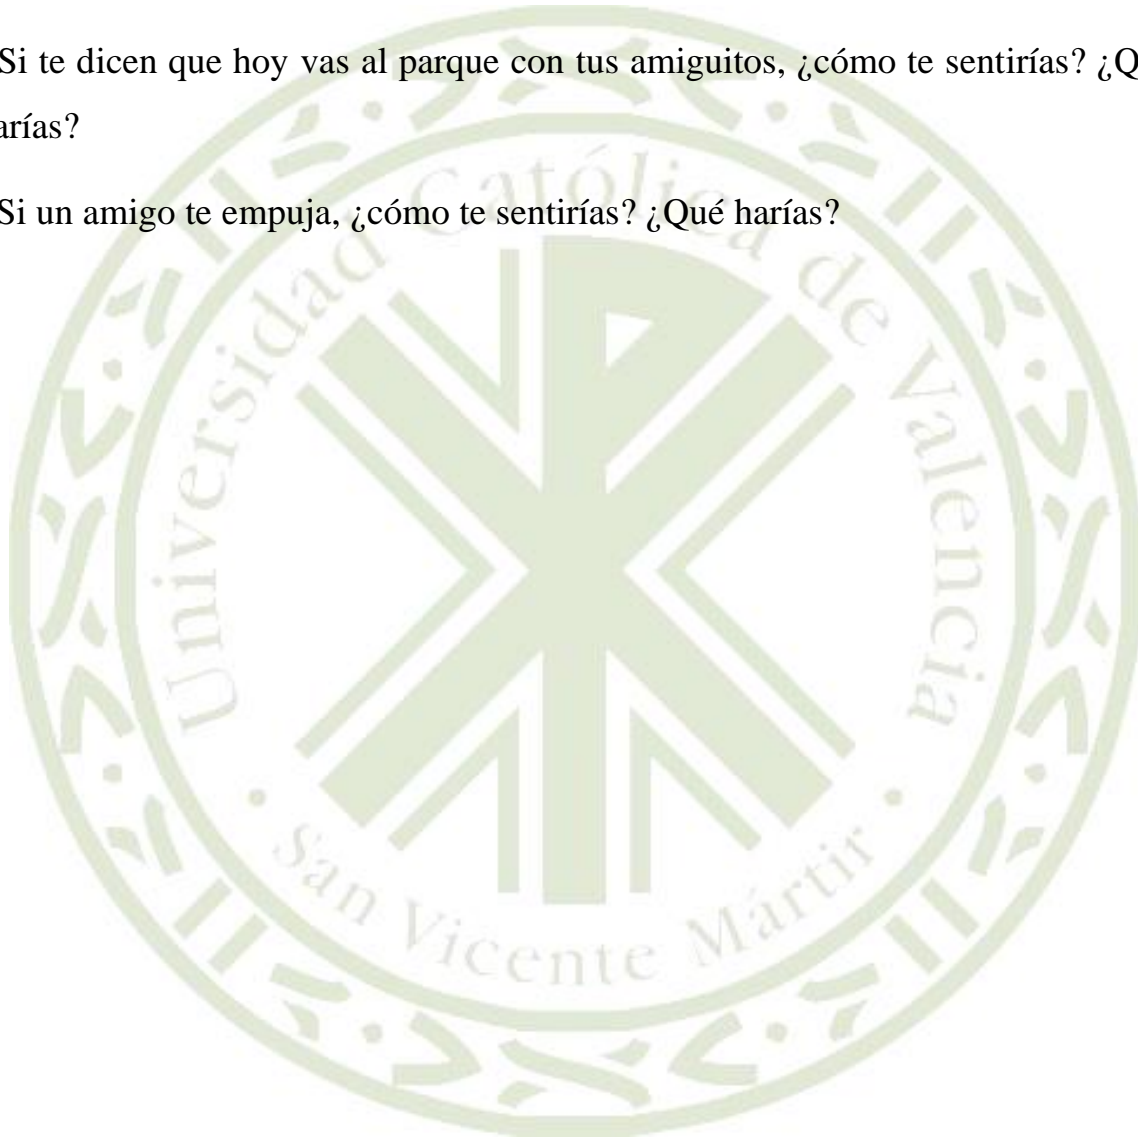 Si te dicen que hoy vas al parque con tus amiguitos, ¿cómo te sentirías? ¿Q
arías?
Si un amigo te empuja, ¿cómo te sentirías? ¿Qué harías?
Universidad Católica de Valencia
San Vicente Mártir